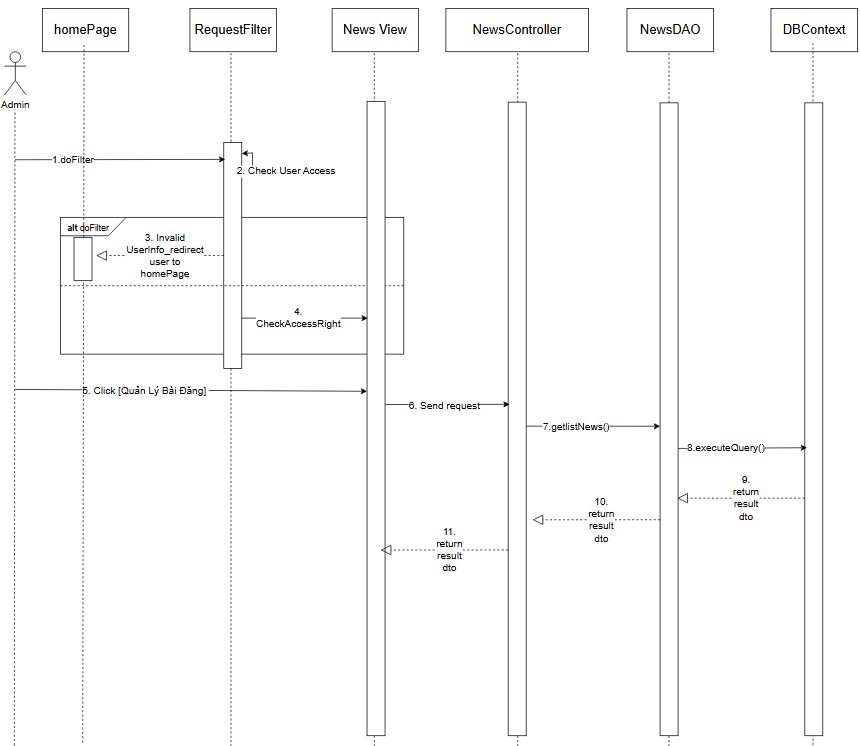 homePage
RequestFilter
News View
NewsController
NewsDAO
DBContext
Admin
1.doFilter
2. Check User Access
alt doFilter
3. Invalid
UserInfo_redirect
user to
homePage
4.
CheckAccessRight
5. Click [Quản Lý Bài Đăng]
6. Send request
7.getlistNews()
8.executeQuery()
9.
return
result
dto
10.
return
result
dto
11.
return
result
dto